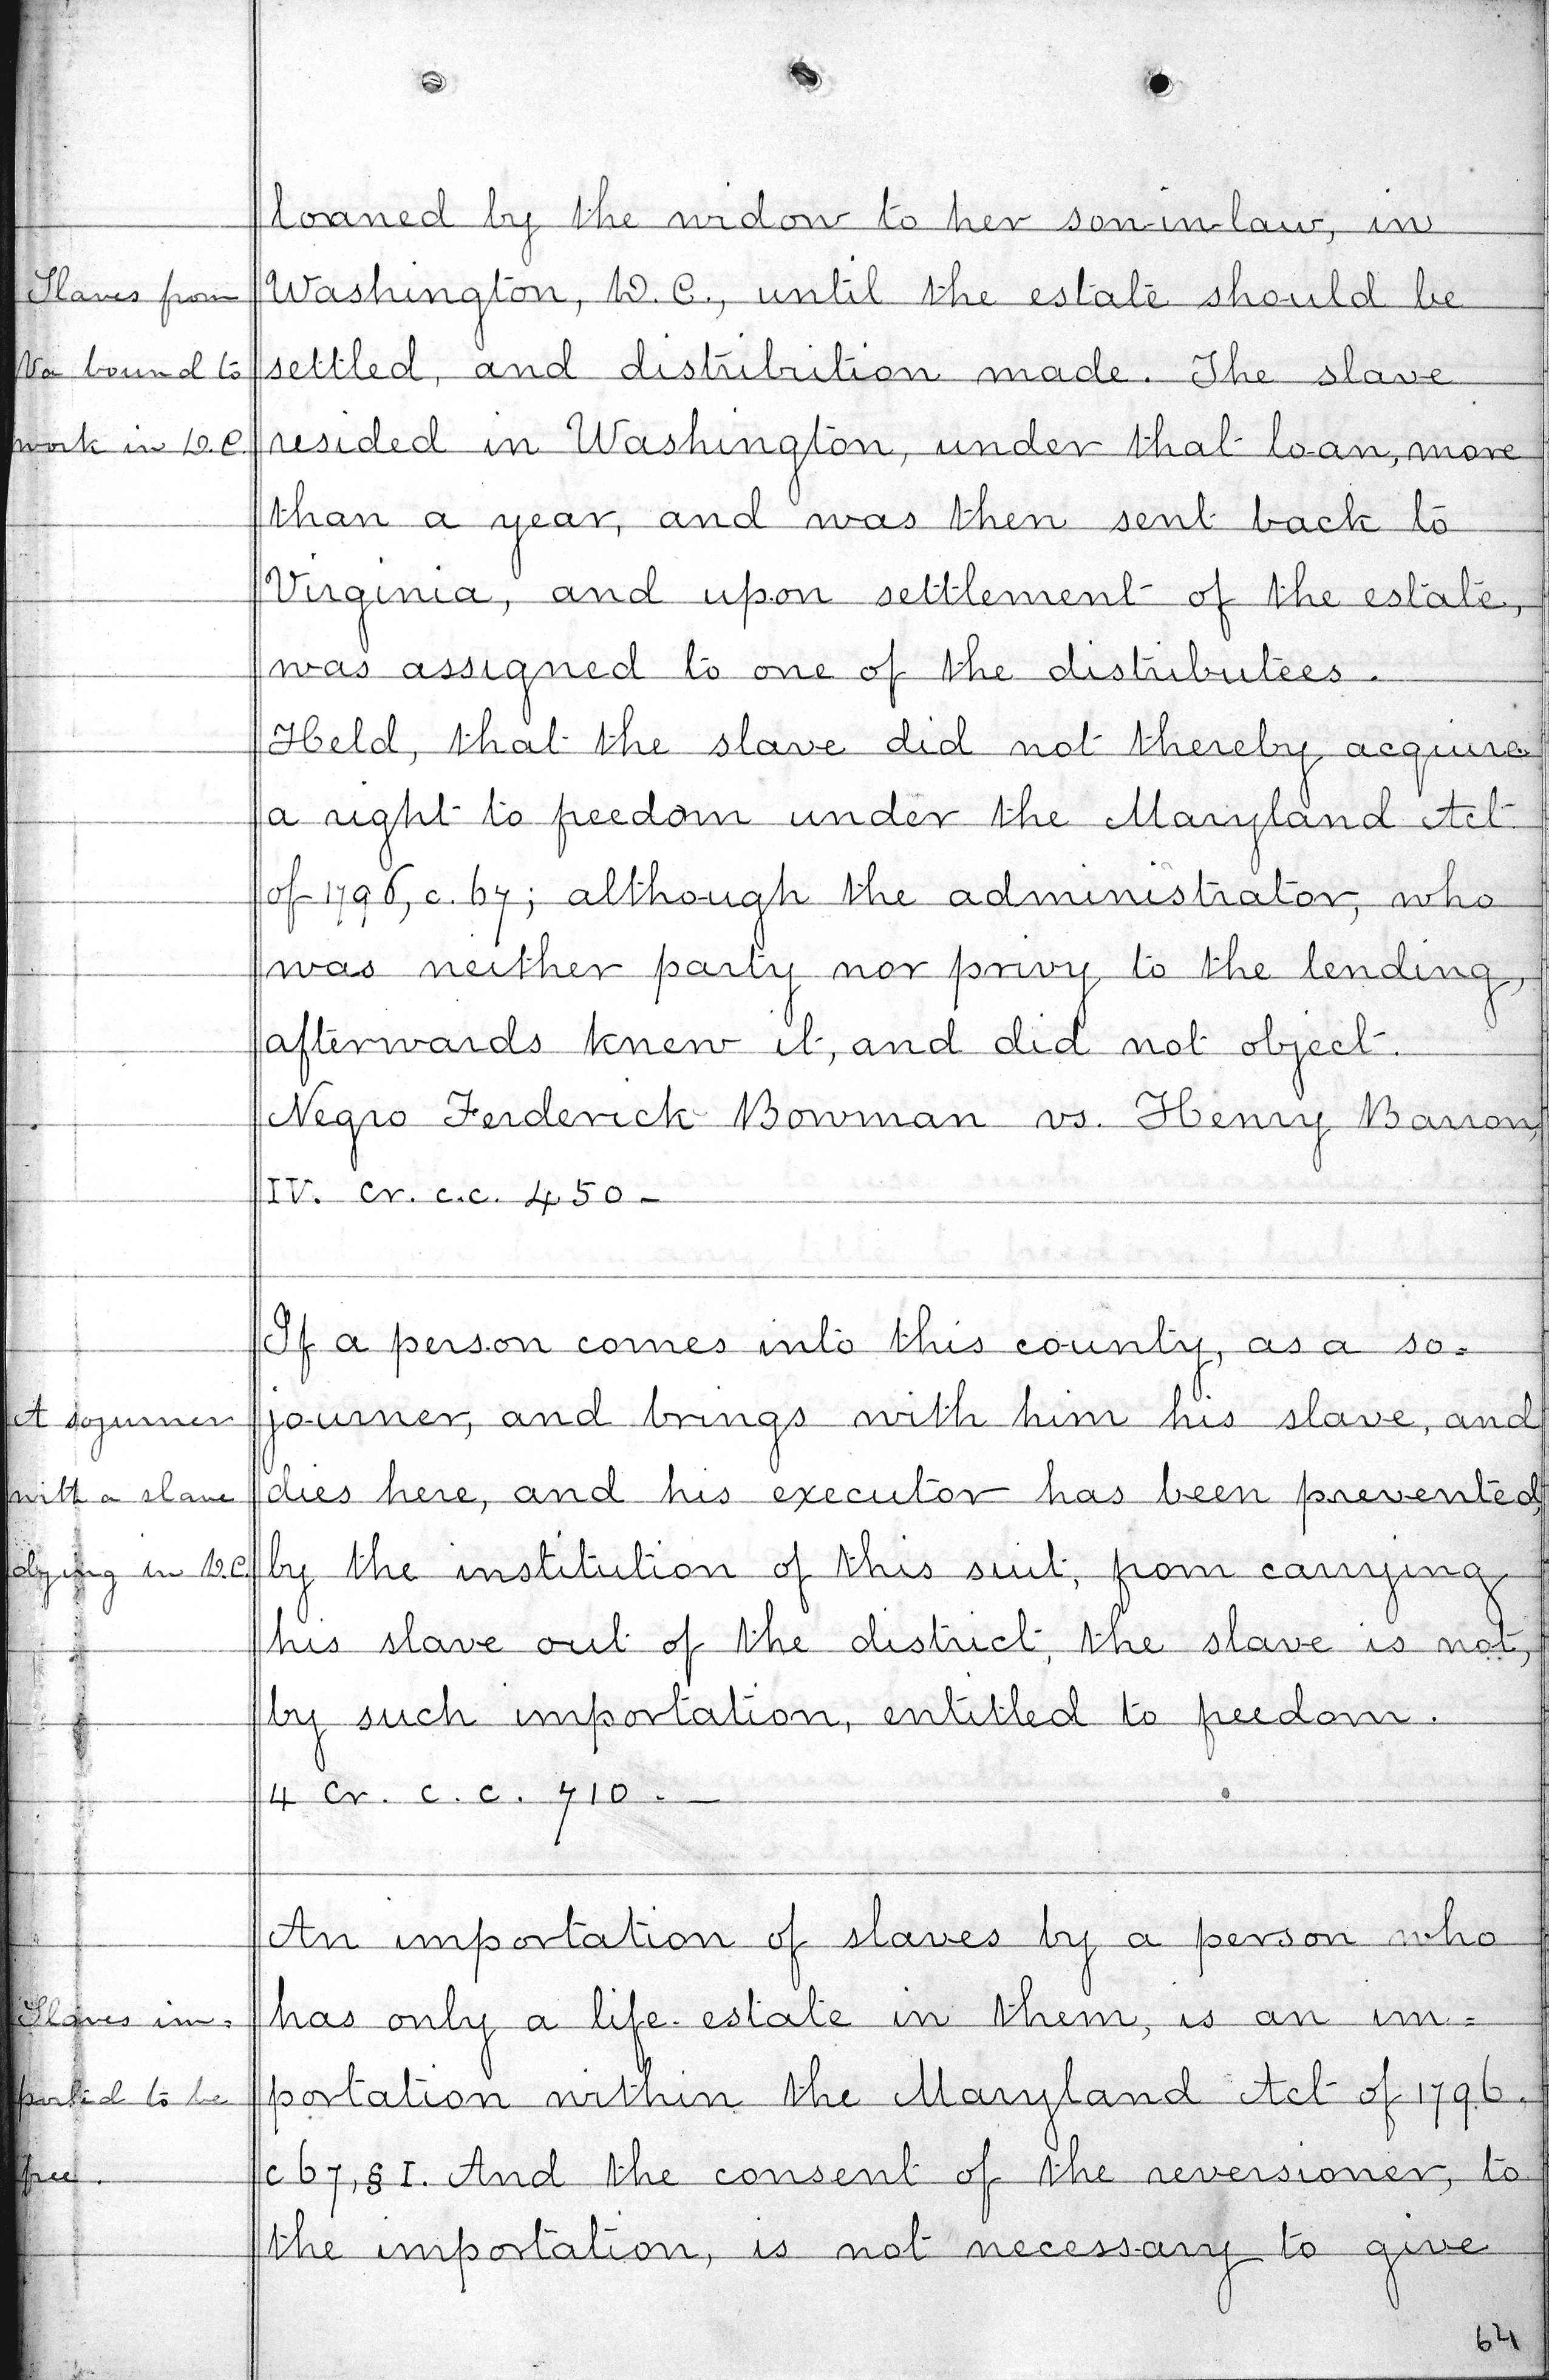 loaned by the widow to her son-in-law, in
Slaves from
Washington, D.C., until the estate should be
Va bound to
settled, and distribution made. The slave
work in D.C.
resided in Washington, under that loan, more
than a year, and was then sent back to
Virginia, and upon settlement of the estate,
was assigned to one of the distributees.
Held, that the slave did not thereby acquire
a right to freedom under the Maryland Act
of 1796, c. 67; although the administrator, who
was neither party nor privy to the lending,
afterwards knew it, and did not object.
Negro Ferderick Bowman vs. Henry Barron,
IV. Cr. c.c. 450-
If a person comes into this county, as a so=
A sojurner
journer, and brings with him his slave, and
with a slave
dies here, and his executor has been prevented,
dying in D.C.
by the institution of this suit, from carrying
his slave out of the district, the slave is not,
by such importation, entitled to freedom.
4 Cr. c.c. 710.-
An importation of slaves by a person who
Slaves im=
has only a life-estate in them, is an im=
ported to be
portation within the Maryland Act of 1796.
free.
c 67, § I. And the consent of the reversioner, to
the importation, is not necessary to give
64